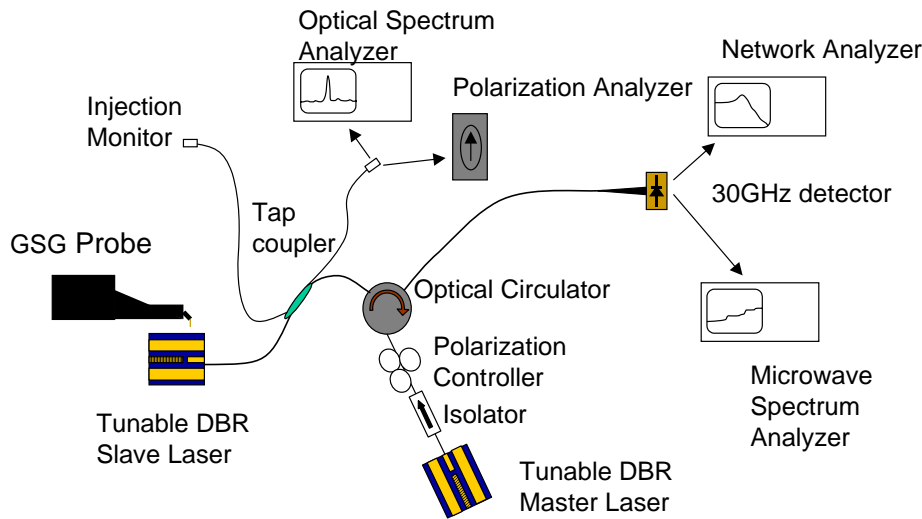 Optical Spectrum
Analyzer
Network Analyzer
Polarization Analyzer
Injection
Monitor
30GHz detector
Tap
coupler
GSG Probe
Optical Circulator
Polarization
Controller
Isolator
Microwave
Spectrum
Analyzer
Tunable DBR
Slave Laser
Tunable DBR
Master Laser